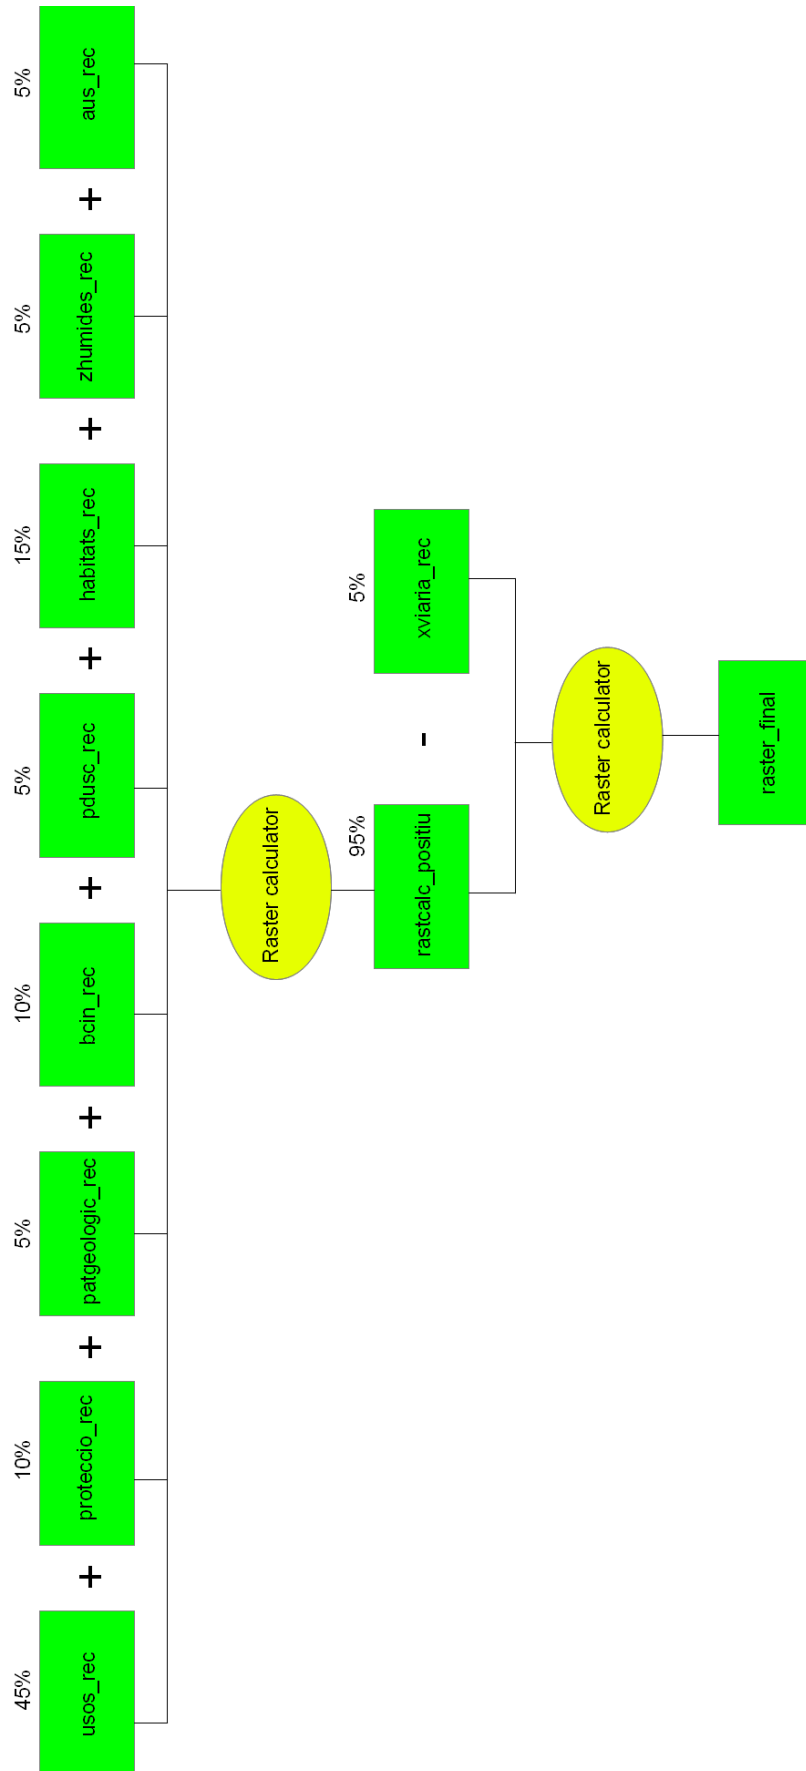 45%
10%
5%
10%
5%
15%
5%
5%
usos_rec
+
proteccio_rec
+
patgeologic_rec
+
bcin_rec
+
pdusc_rec
+
habitats_rec
+
zhumides_rec
+
aus_rec
Raster calculator
95%
5%
rastcalc_positiu
-
xviaria_rec
Raster calculator
raster_final